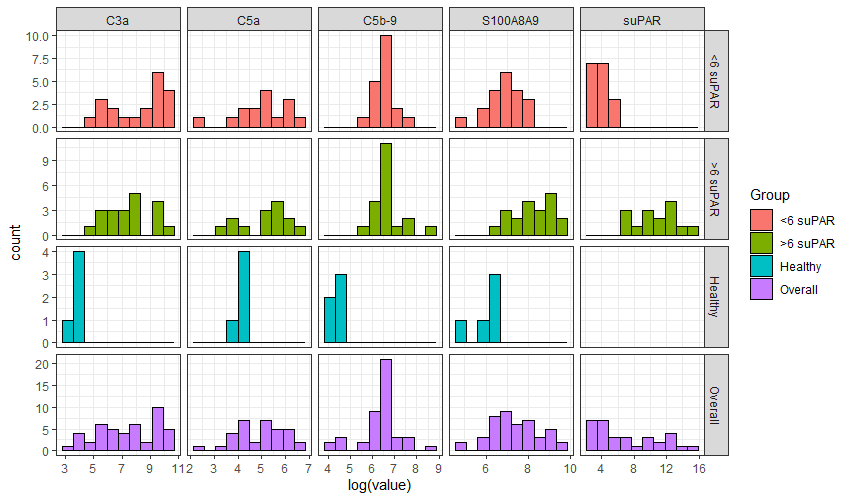 C3a C5a C5b-9 S100A8A9 suPAR
10.0
7.5
5.0
2.5
0.0
<6 suPAR
9
6
3
0
>6 suPAR
4
3
2
1
0
Healthy
20
15
10
5
0
Overall
3 5 7 9 11 2 3 4 5 6 7 4 5 6 7 8 9 6 8 10 4 8 12 16
log(value)
count
Group
<6 suPAR
>6 suPAR
Healthy
Overall